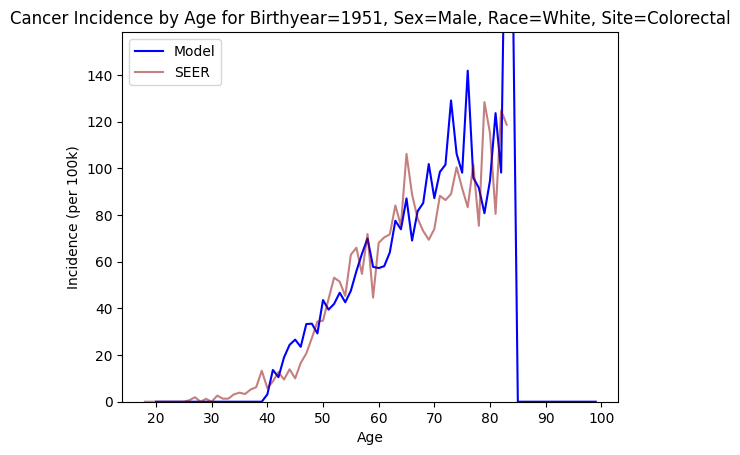 Cancer Incidence by Age for Birthyear=1951, Sex=Male, Race=White, Site=Colorectal
Model
SEER
Incidence (per 100k)
140
120
100
80
60
40
20
0
20 30 40 50 60 70 80 90 100
Age